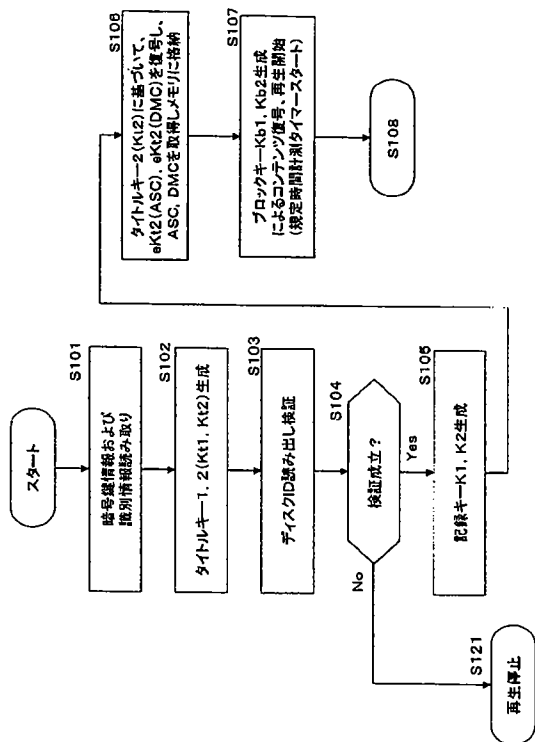 スタート
S101
暗号鍵情報および
識別情報読み取り
S102
タイトルキー1, 2(Kt1, Kt2)生成
S103
ディスクID読み出し検証
S104
検証成立?
No
Yes
S121
再生停止
S105
記録キーK1, K2生成
S106
タイトルキー2(Kt2)に基づいて、
eKt2(ASC)、eKt2(DMC)を復号し、
ASC, DMCを取得しメモリに格納
S107
ブロックキーKb1, Kb2生成
によるコンテンツ復号、再生開始
(規定時間計測タイマースタート)
S108